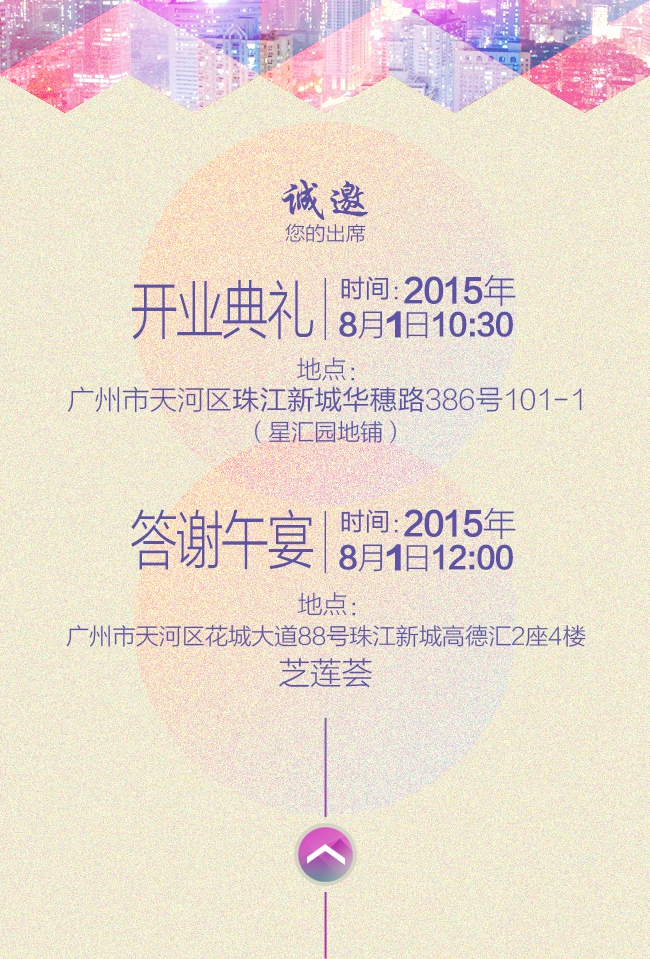 诚邀
您的出席
开业典礼
时间：2015年
8月1日10:30
地点：
广州市天河区珠江新城华穗路386号101-1
（星汇园地铺）
答谢午宴
时间：2015年
8月1日12:00
地点：
广州市天河区花城大道88号珠江新城高德汇2座4楼
芝莲荟